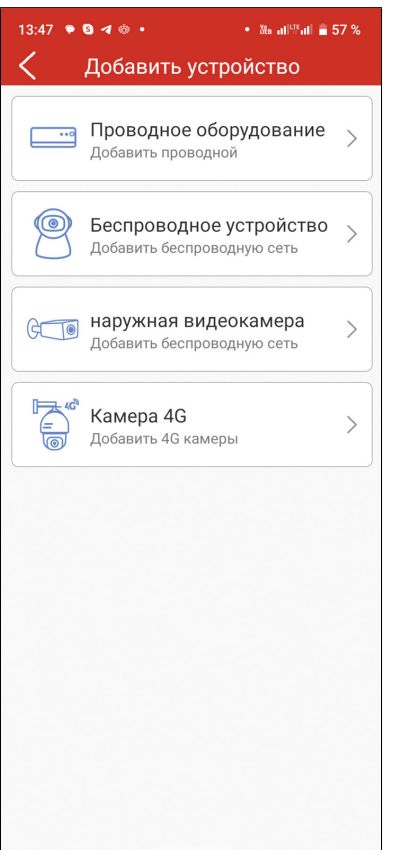 13:47
57 %
Добавить устройство
Проводное оборудование
Добавить проводной
Беспроводное устройство
Добавить беспроводную сеть
наружная видеокамера
Добавить беспроводную сеть
4G
Камера 4G
Добавить 4G камеры